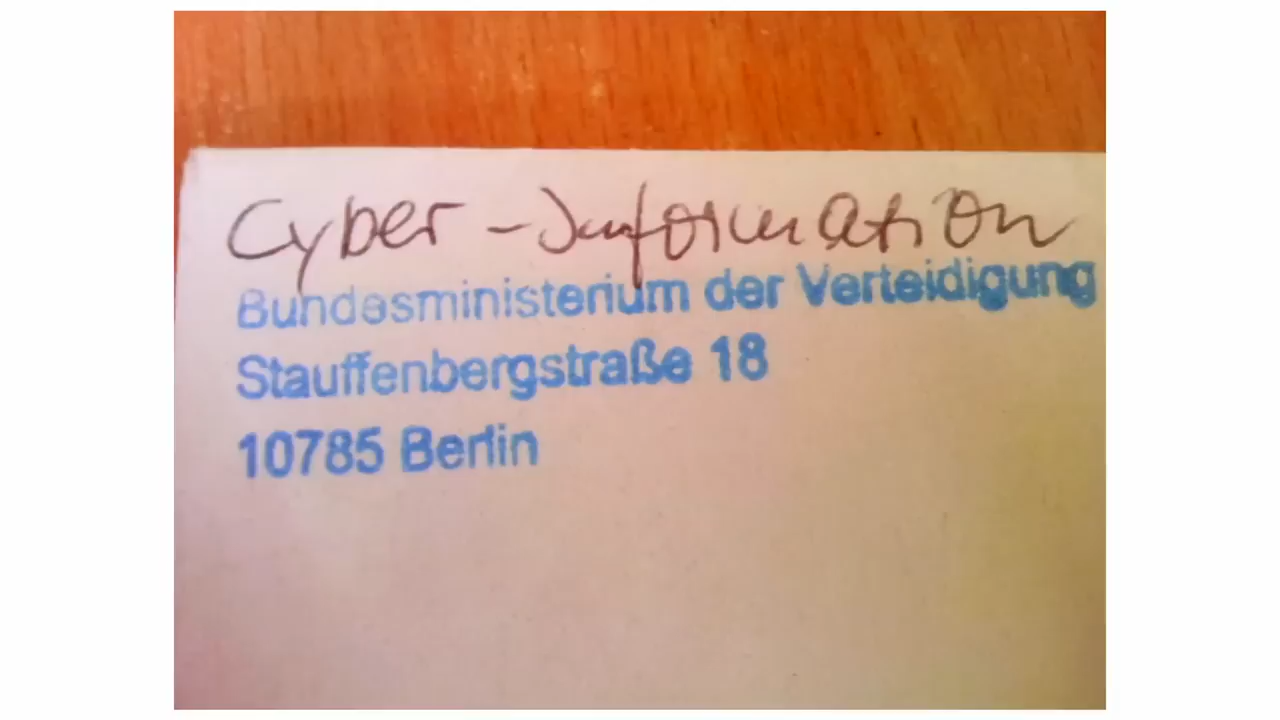 Cyber-Information
Bundesministerium der Verteidigung
Stauffenbergstraße 18
10785 Berlin